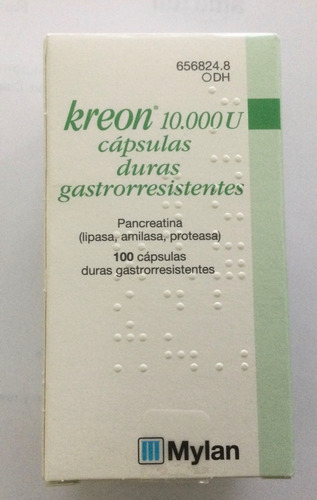 656824.8
ODH
kreon® 10.000 U
cápsulas
duras
gastrorresistentes
Pancreatina
(lipasa, amilasa, proteasa)
100 cápsulas
duras gastrorresistentes
Mylan